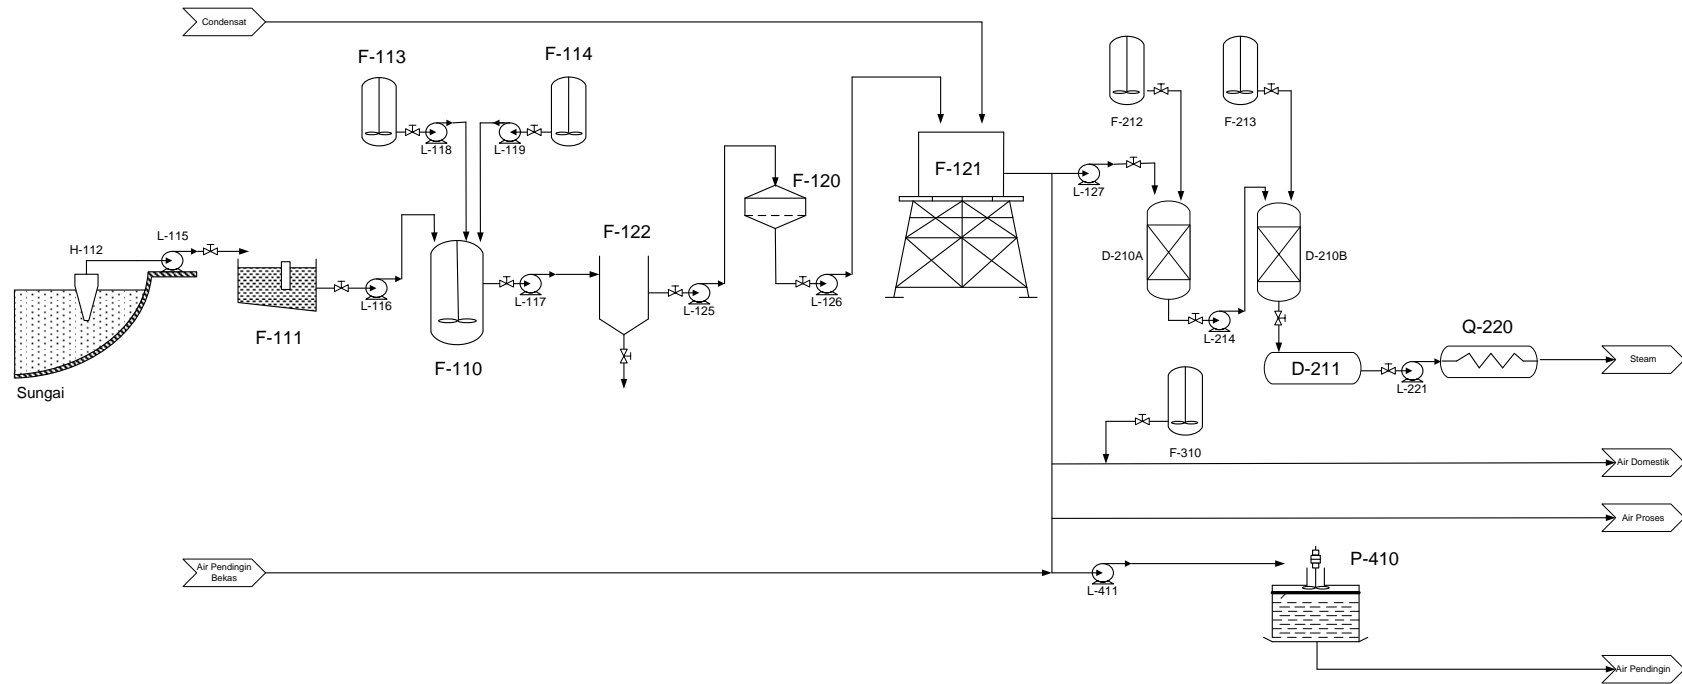 Condensat
F-113
F-114
L-118
L-119
F-212
F-213
F-120
F-121
L-127
H-112
L-115
F-122
D-210A
D-210B
L-116
L-117
L-125
L-126
F-111
F-110
L-214
Q-220
D-211
L-221
Steam
Sungai
F-310
Air Domestik
Air Proses
Air Pendingin
Bekas
L-411
P-410
Air Pendingin